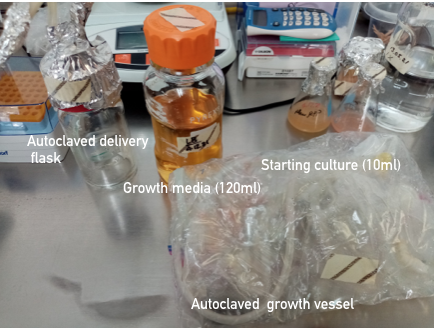 Autoclaved delivery
flask
Starting culture (10ml)
Growth media (120ml)
Autoclaved growth vessel